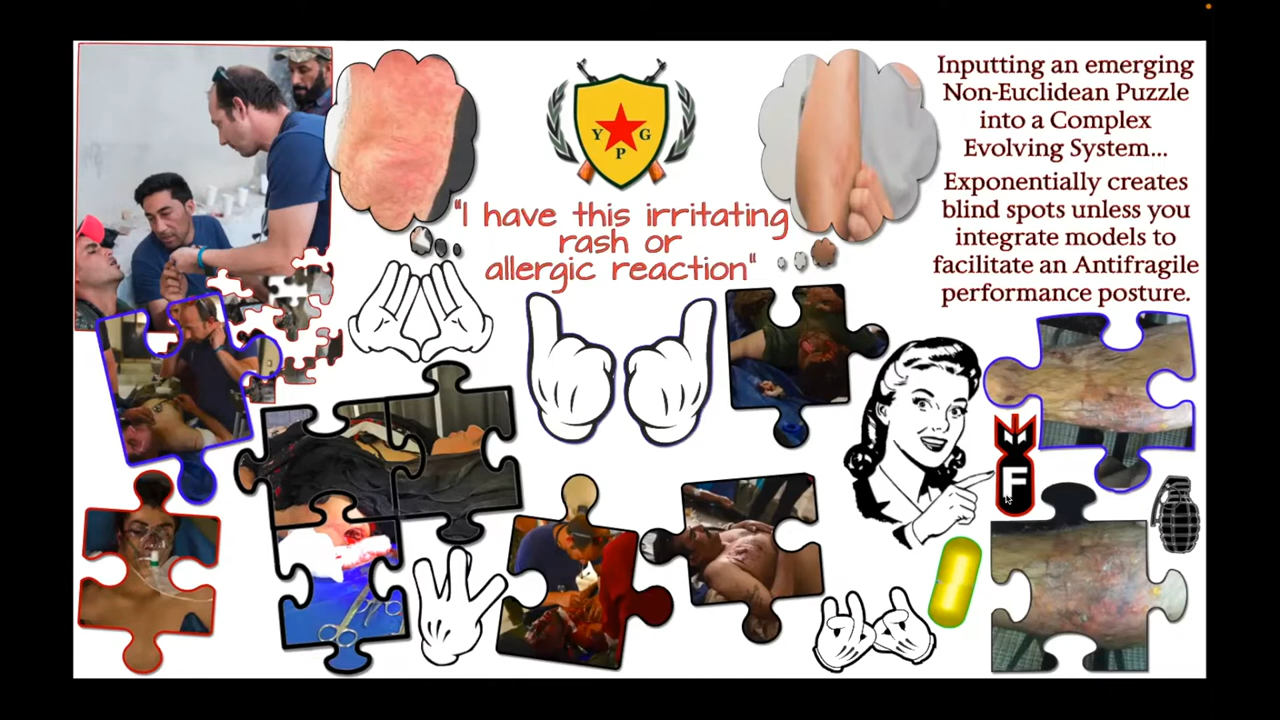 Y G
P
"I have this irritating
rash or
allergic reaction"
Inputting an emerging
Non-Euclidean Puzzle
into a Complex
Evolving System...
Exponentially creates
blind spots unless you
integrate models to
facilitate an Antifragile
performance posture.
F